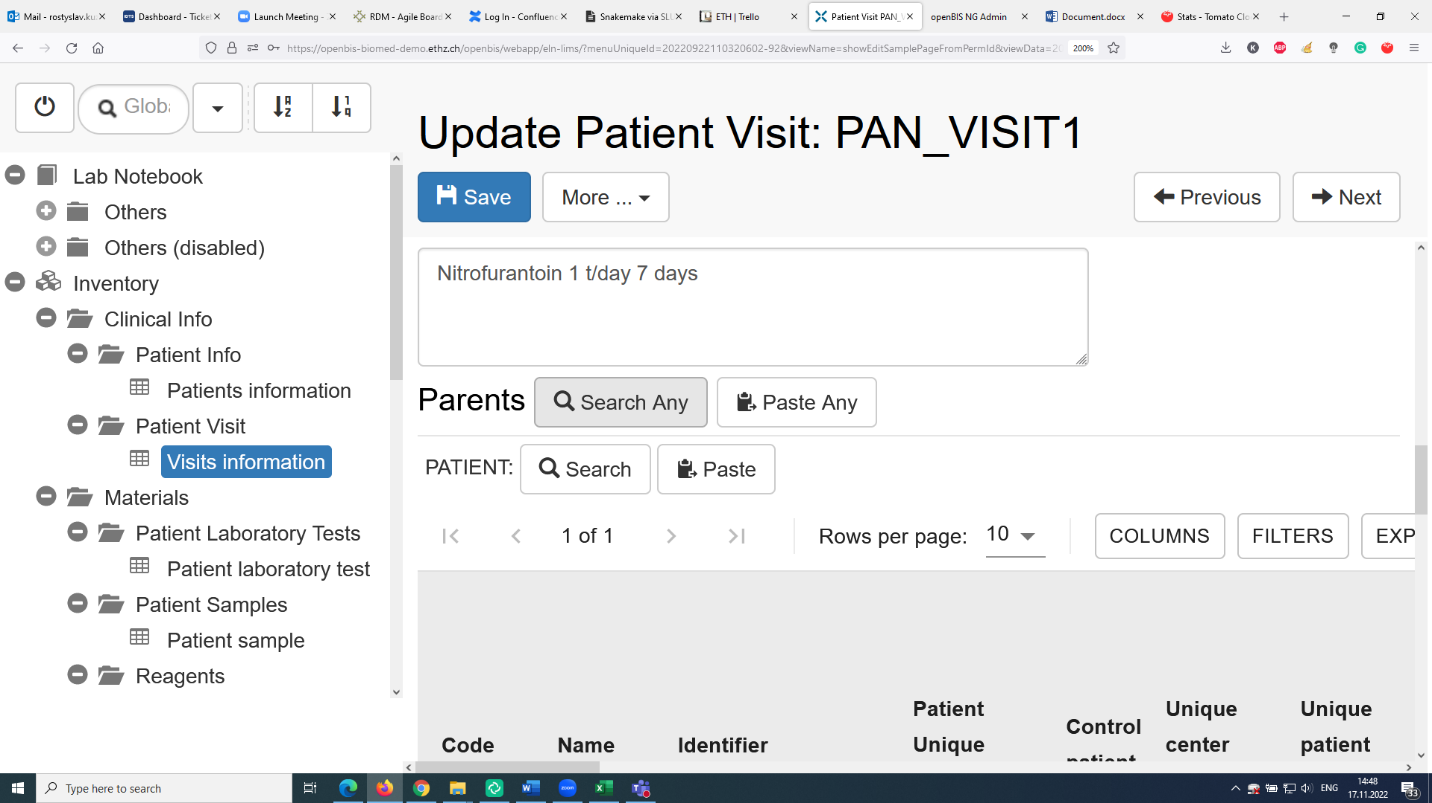 Mail - rostyslav.ku
Dashboard - Ticket
Launch Meeting -
RDM - Agile Board
Log In - Confluenc
Snakemake via SL
ETH | Trello
Patient Visit PAN_V
openBIS NG Admin
Document.docx
Stats - Tomato Clo
https://openbis-biomed-demo.ethz.ch/openbis/webapp/eln-lims/?menuUniqueId=20220922110320602-92&viewName=showEditSamplePageFromPermId&viewData=20
200%
Globa
Update Patient Visit: PAN_VISIT1
Save
More ...
Previous
Next
Lab Notebook
Others
Others (disabled)
Inventory
Clinical Info
Patient Info
Patients information
Patient Visit
Visits information
Materials
Patient Laboratory Tests
Patient laboratory test
Patient Samples
Patient sample
Reagents
Nitrofurantoin 1 t/day 7 days
Parents
Search Any
Paste Any
PATIENT:
Search
Paste
1 of 1
Rows per page:
10
COLUMNS
FILTERS
EXP
Code
Name
Identifier
Patient
Unique
Control
patient
Unique
center
Unique
patient
Type here to search
ENG
14:48
17.11.2022
33